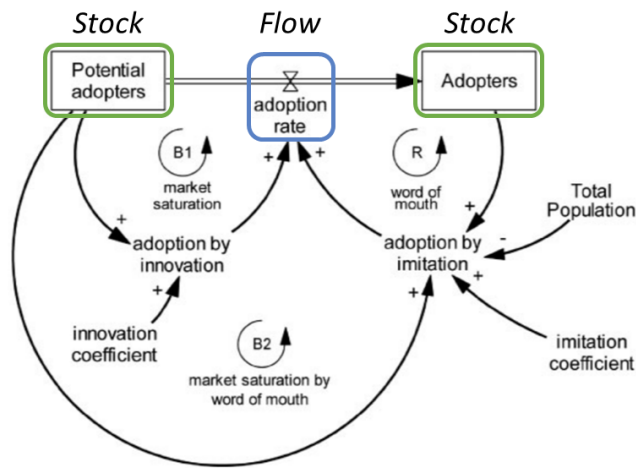 Stock
Flow
Stock
Potential
adopters
adoption
rate
Adopters
B1
market
saturation
R
word of
mouth
+
+
+
+
-
+
+
+
Total
Population
adoption by
innovation
adoption by
imitation
innovation
coefficient
B2
market saturation by
word of mouth
imitation
coefficient